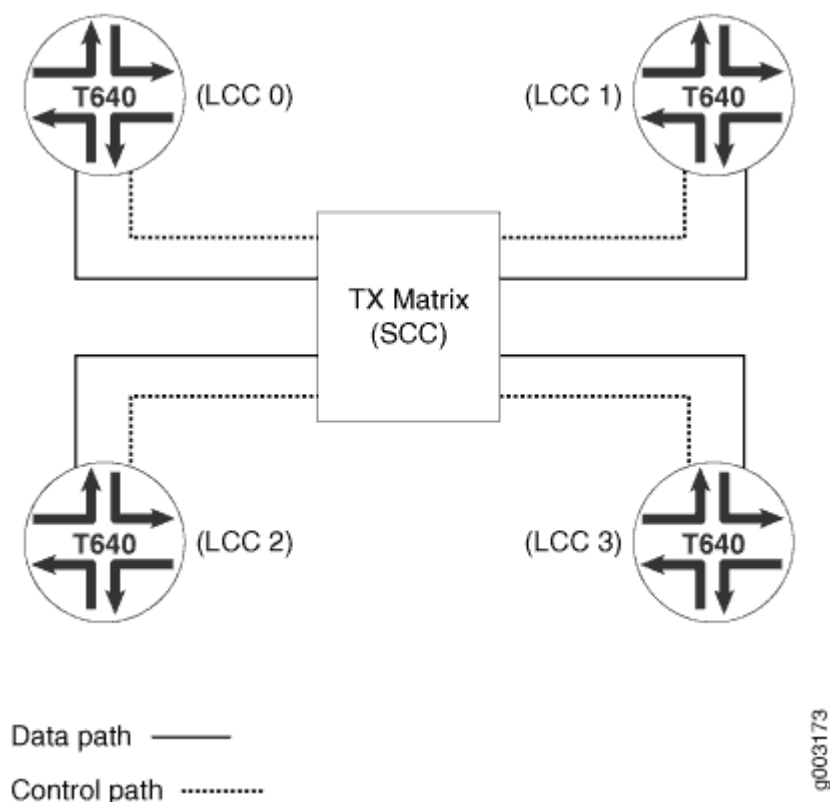 T640
(LCC 0)
(LCC 1)
T640
TX Matrix
(SCC)
T640
(LCC 2)
(LCC 3)
T640
Data path
Control path
g003173